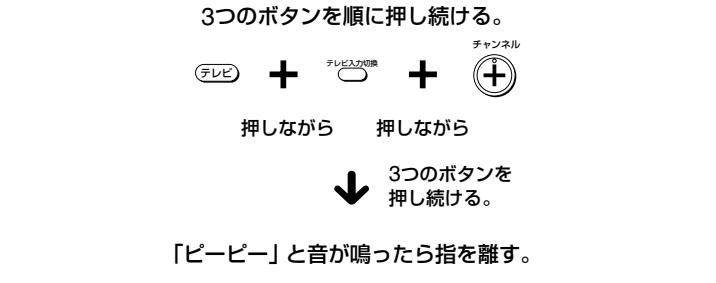 3つのボタンを順に押し続ける。
チャンネル
テレビ + テレビ入力切換 + +
押しながら 押しながら
3つのボタンを
押し続ける。
「ピーピー」と音が鳴ったら指を離す。